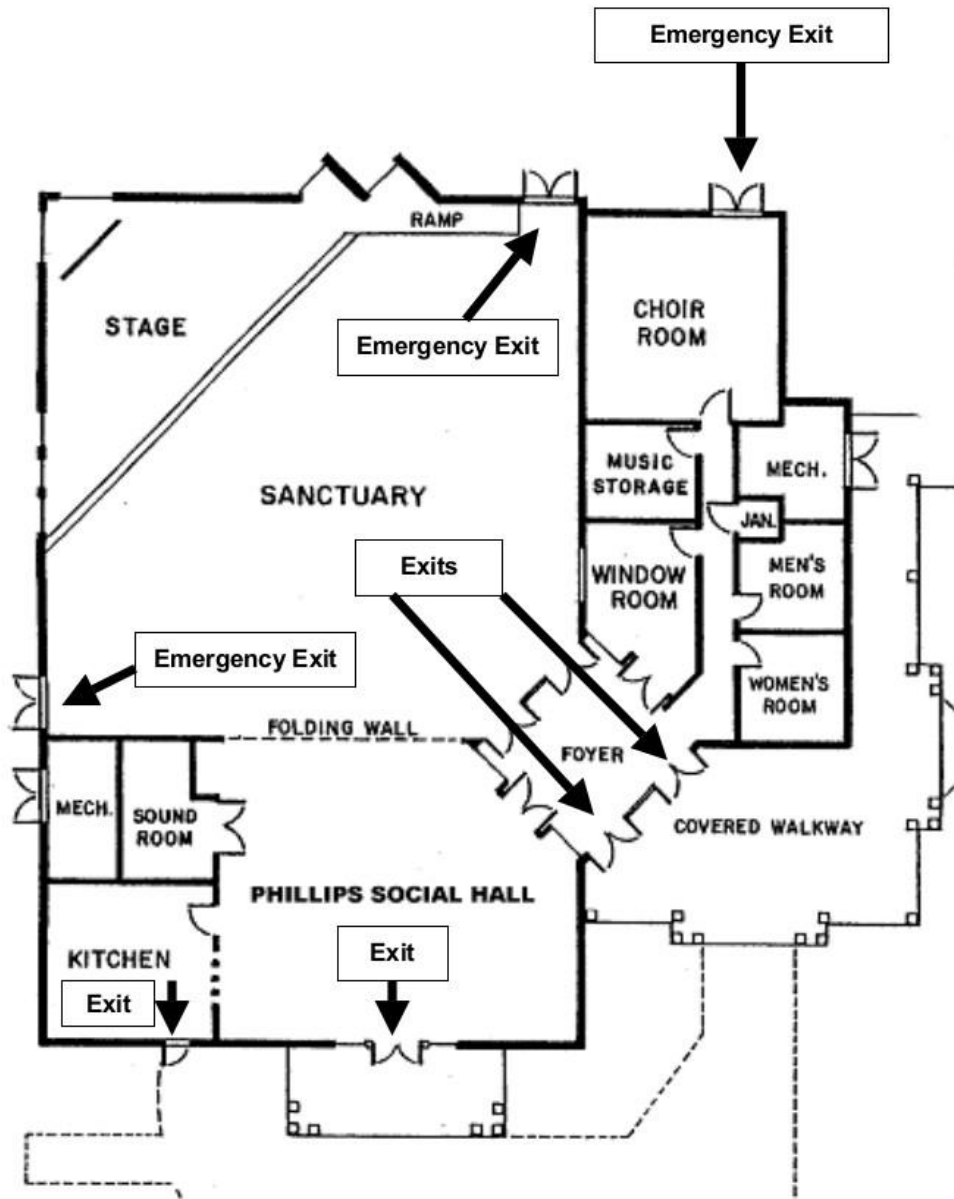 Emergency Exit
RAMP
Emergency Exit
STAGE
CHOIR
ROOM
SANCTUARY
MUSIC
STORAGE
MECH.
JAN.
Exits
WINDOW
ROOM
MEN'S
ROOM
Emergency Exit
WOMEN'S
ROOM
FOLDING WALL
FOYER
MECH.
SOUND
ROOM
COVERED WALKWAY
PHILLIPS SOCIAL HALL
KITCHEN
Exit
Exit